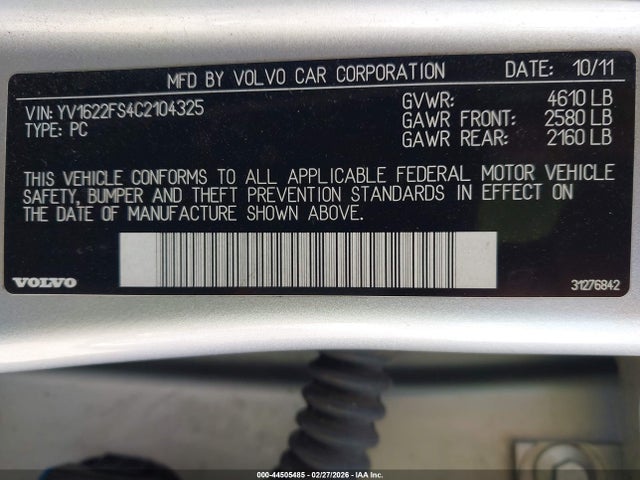 MFD BY VOLVO CAR CORPORATION DATE: 10/11
VIN: YV1622FS4C2104325 GVWR: 4610 LB
TYPE: PC GAWR FRONT: 2580 LB
GAWR REAR: 2160 LB
THIS VEHICLE CONFORMS TO ALL APPLICABLE FEDERAL MOTOR VEHICLE
SAFETY, BUMPER AND THEFT PREVENTION STANDARDS IN EFFECT ON
THE DATE OF MANUFACTURE SHOWN ABOVE.
VOLVO 31276842
000-44505485 - 02/27/2026 - IAA Inc.